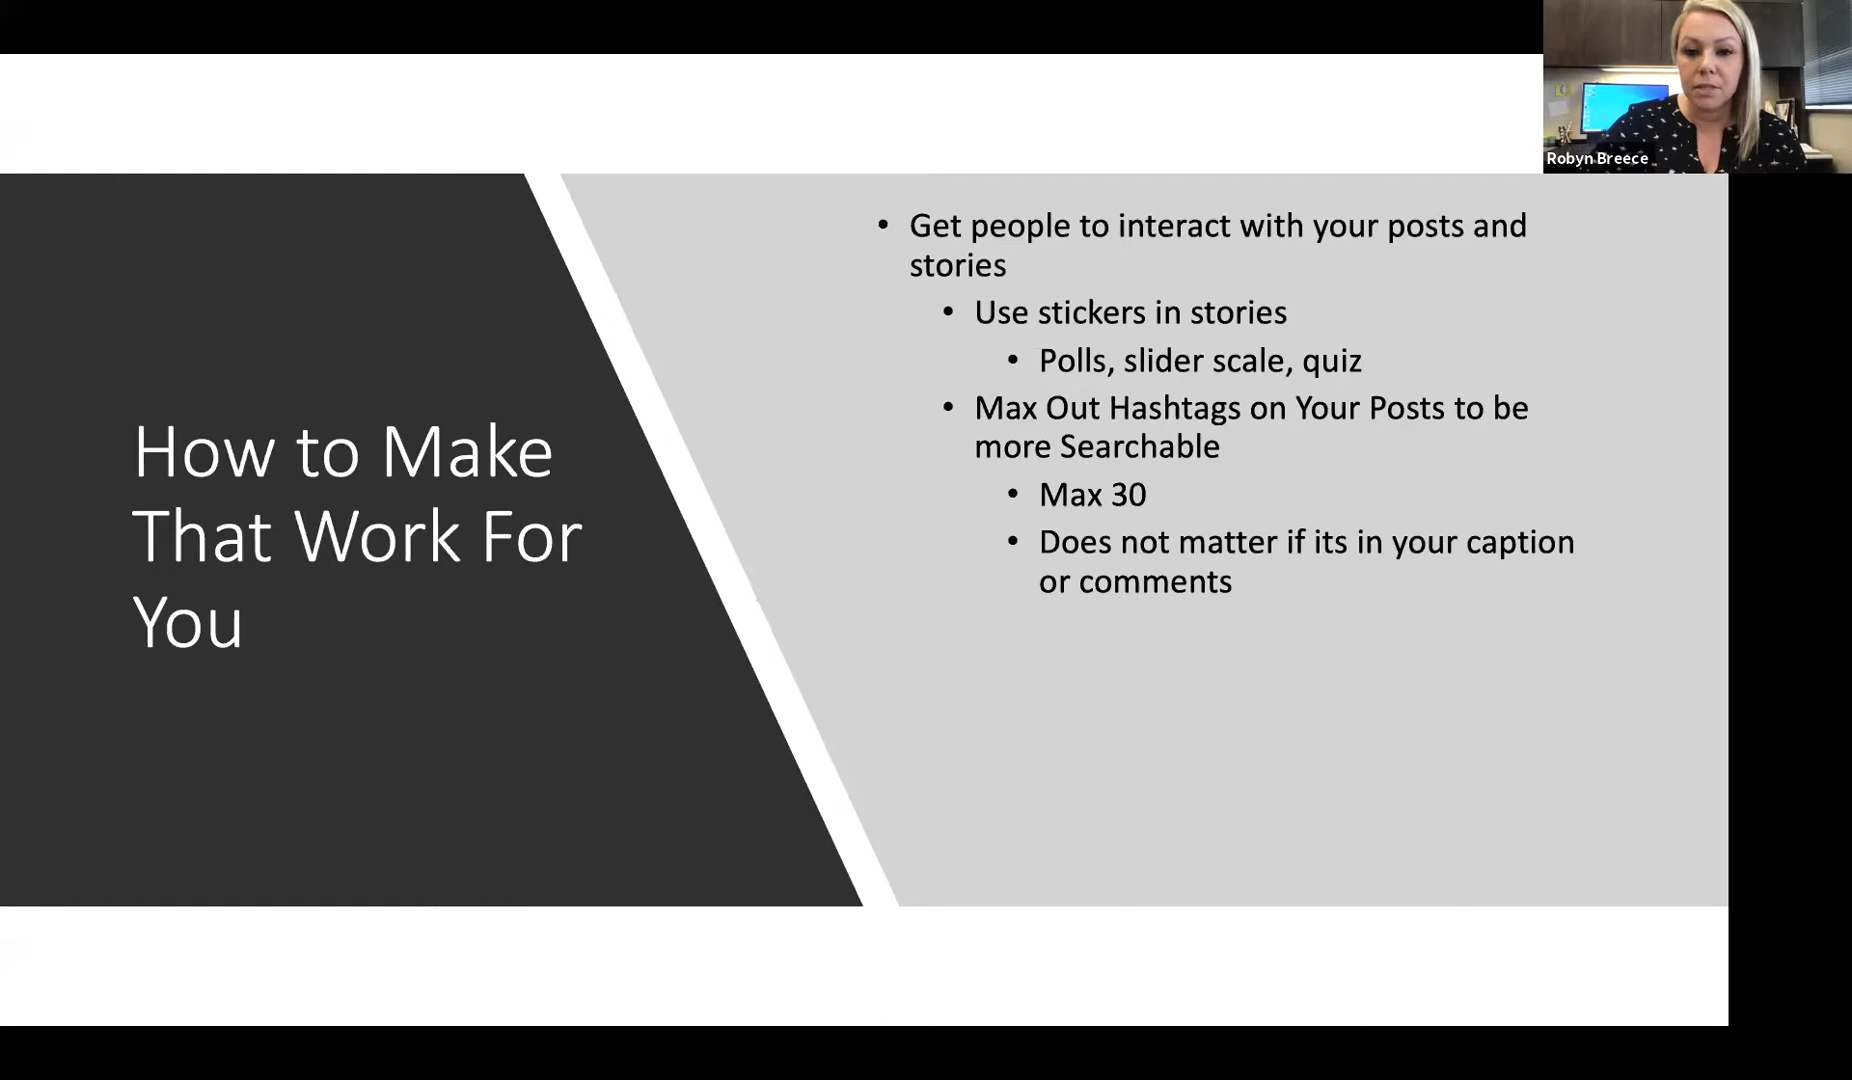 Robyn Breece
How to Make
That Work For
You
• Get people to interact with your posts and
stories
• Use stickers in stories
• Polls, slider scale, quiz
• Max Out Hashtags on Your Posts to be
more Searchable
• Max 30
• Does not matter if its in your caption
or comments